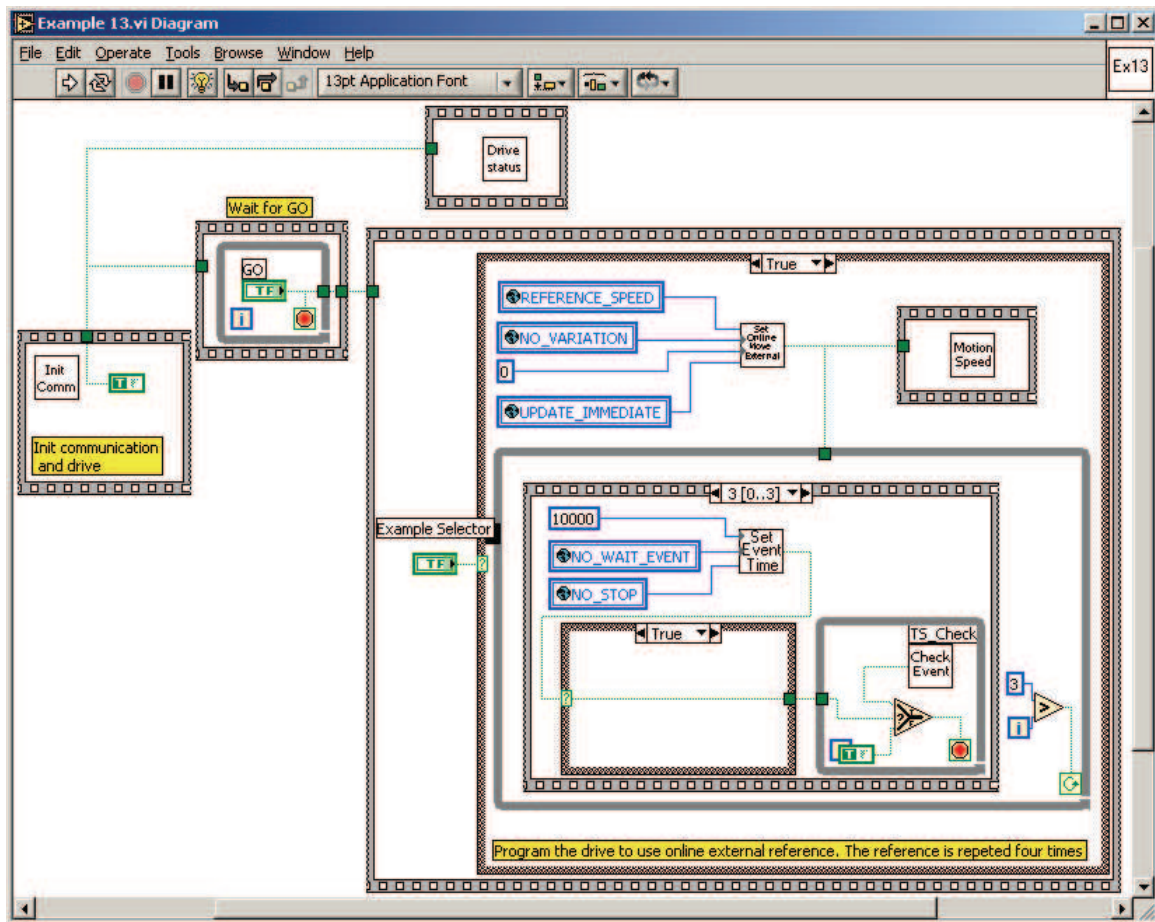 Example 13.vi Diagram
File Edit Operate Tools Browse Window Help
Ex13
13pt Application Font
Drive
status
Wait for GO
GO
TF
i
Init
Comm
T F
Init communication
and drive
True
REFERENCE_SPEED
NO_VARIATION
0
UPDATE_IMMEDIATE
Set
Online
Move
External
Motion
Speed
Example Selector
TF
?
3 [0..3]
10000
NO_WAIT_EVENT
NO_STOP
Set
Event
Time
True
?
TS_Check
Check
Event
?
T F
3
i
>
Program the drive to use online external reference. The reference is repeted four times